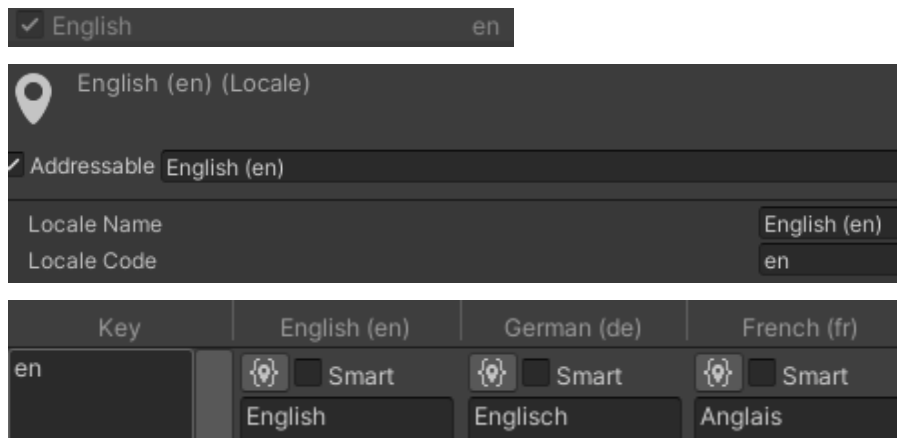 English en
English (en) (Locale)
Addressable English (en)
Locale Name English (en)
Locale Code en
Key English (en) German (de) French (fr)
en Smart Smart Smart
English Englisch Anglais